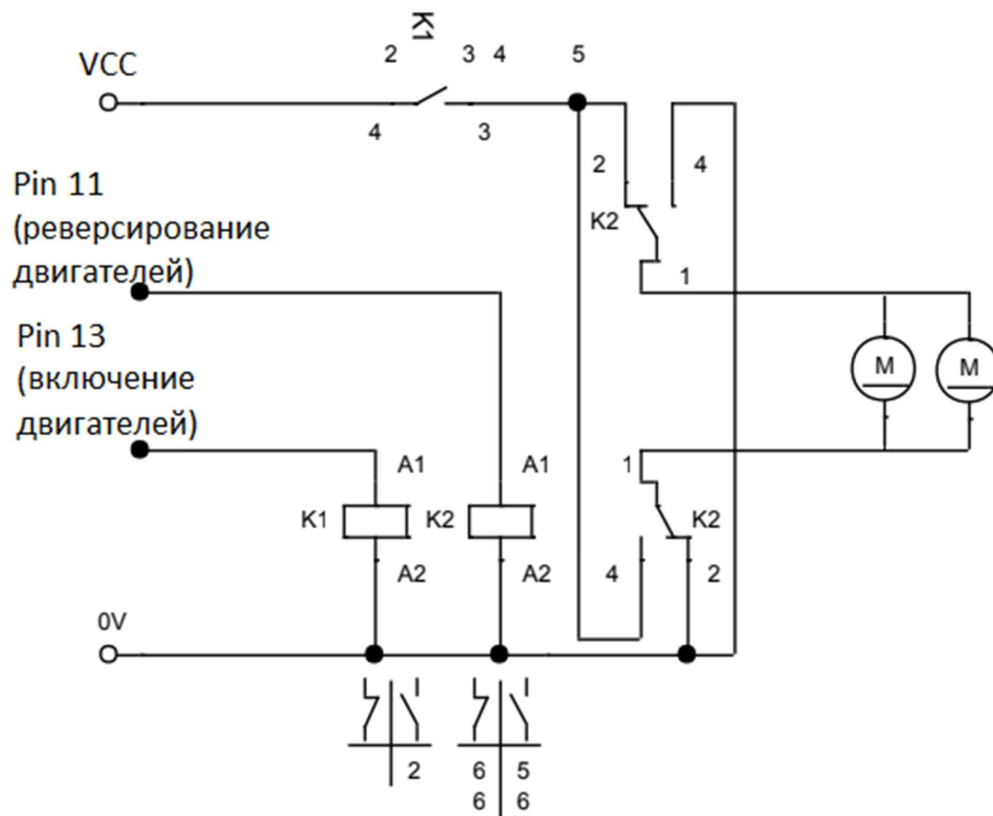 K1
2 3 4 5
VCC
4 3
2 4
Pin 11
(реверсирование
двигателей)
K2
1
Pin 13
(включение
двигателей)
M M
A1 A1 1
K1 K2 K2
A2 A2 4 2
0V
2 6 5
6 6